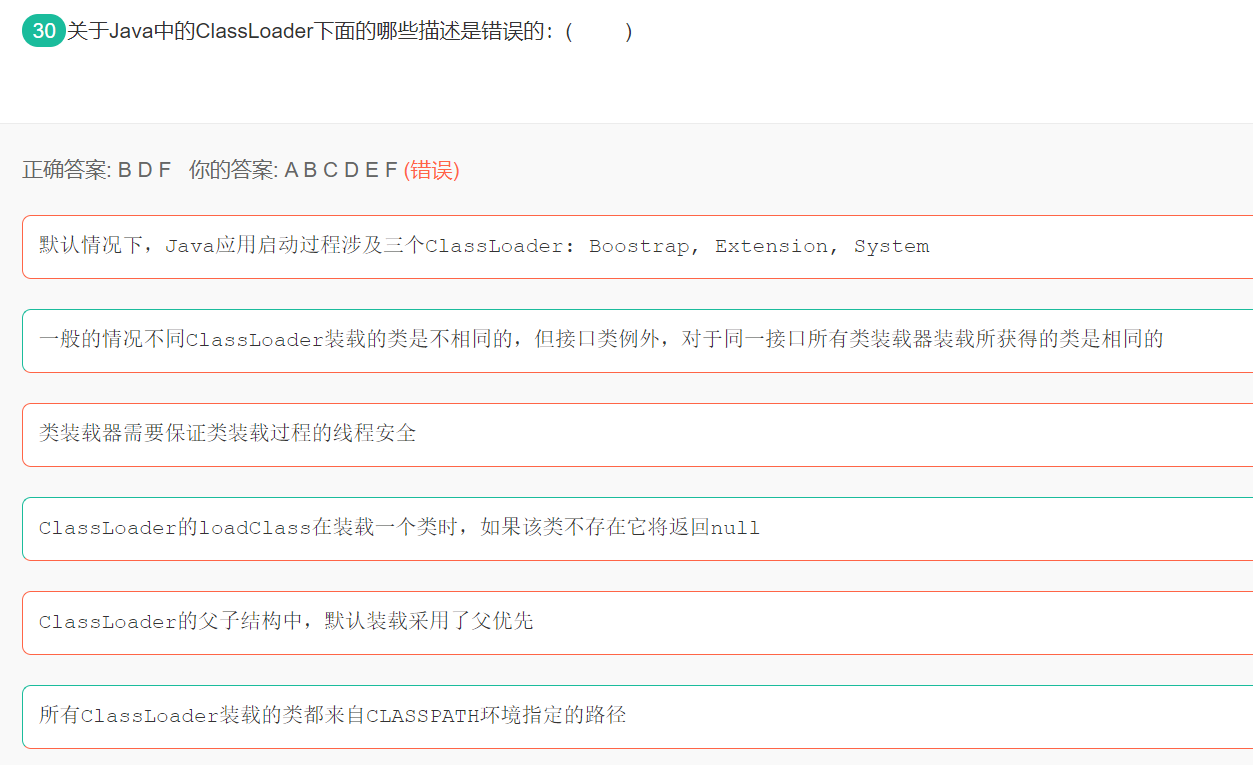 30 关于Java中的ClassLoader下面的哪些描述是错误的：( )
正确答案: B D F 你的答案: A B C D E F (错误)
默认情况下，Java应用启动过程涉及三个ClassLoader: Boostrap, Extension, System
一般的情况不同ClassLoader装载的类是不相同的，但接口类例外，对于同一接口所有类装载器装载所获得的类是相同的
类装载器需要保证类装载过程的线程安全
ClassLoader的loadClass在装载一个类时，如果该类不存在它将返回null
ClassLoader的父子结构中，默认装载采用了父优先
所有ClassLoader装载的类都来自CLASSPATH环境指定的路径